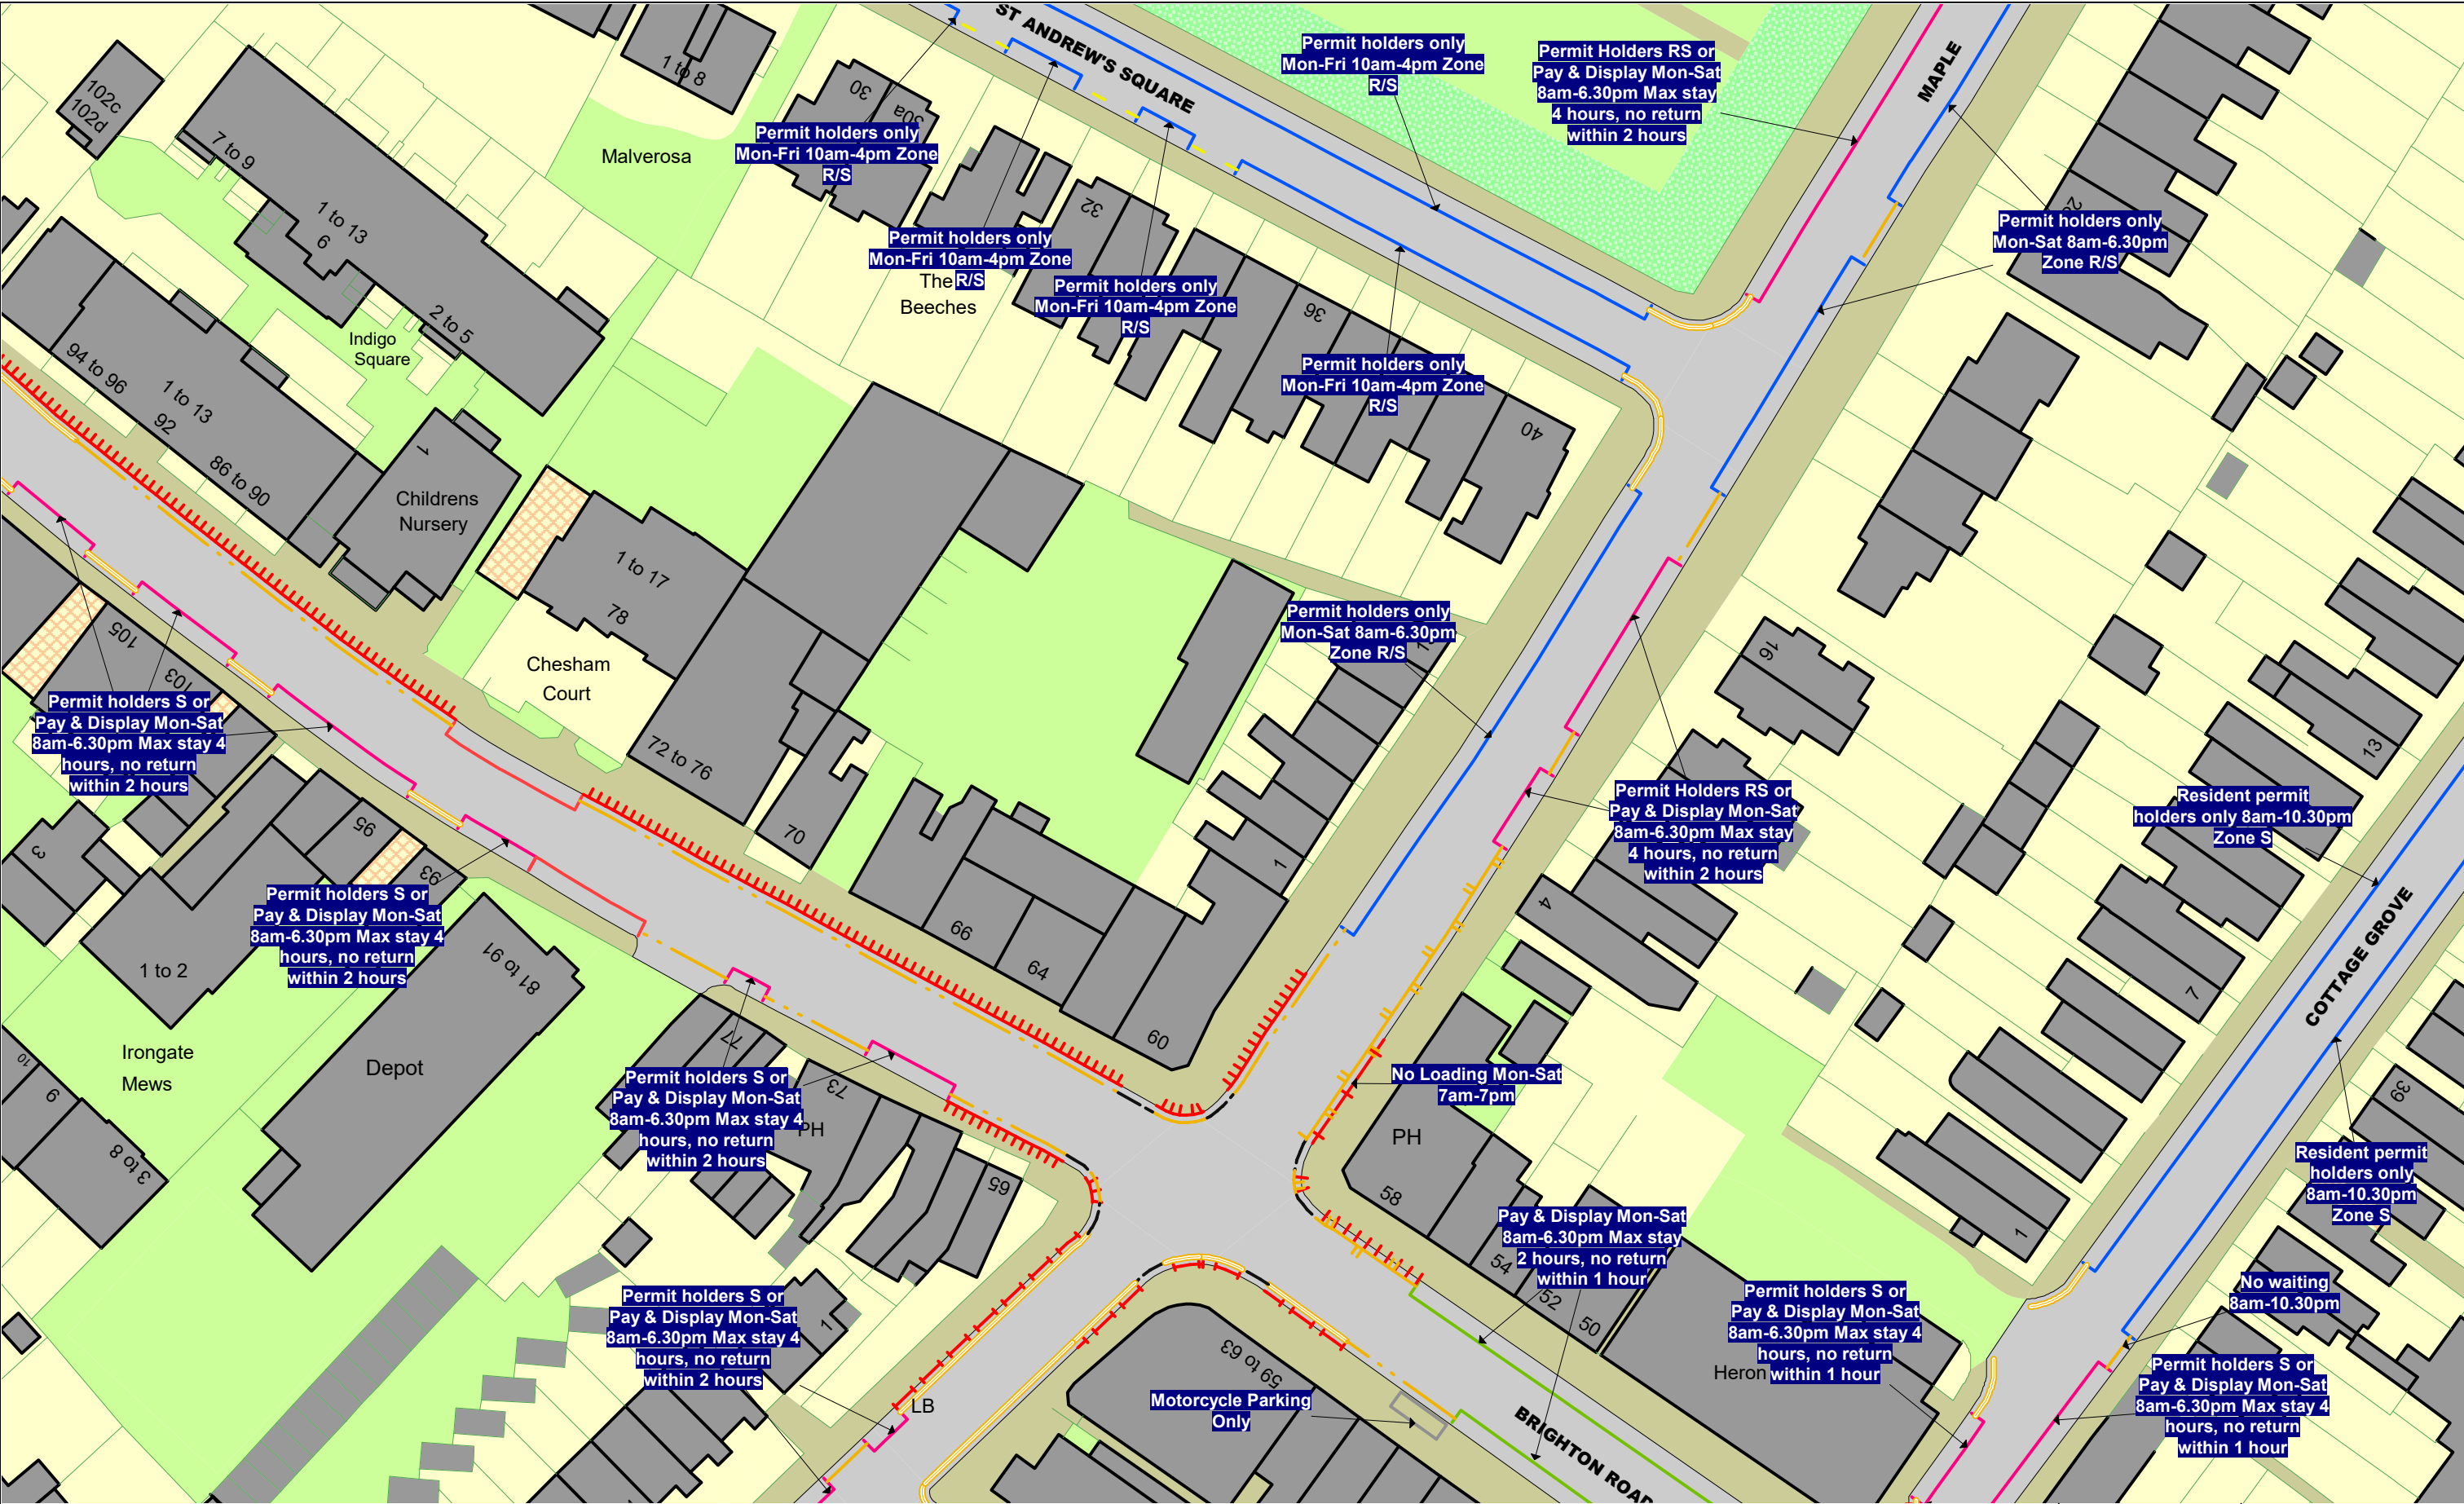 ST ANDREW'S SQUARE
MAPLE
Permit holders only
Mon-Fri 10am-4pm Zone
R/S
Permit Holders RS or
Pay & Display Mon-Sat
8am-6.30pm Max stay
4 hours, no return
within 2 hours
1 to 8
30
30a
102c
102d
7 to 9
Malverosa
Permit holders only
Mon-Fri 10am-4pm Zone
R/S
32
1 to 13
6
Permit holders only
Mon-Fri 10am-4pm Zone
R/S
The
Beeches
Permit holders only
Mon-Fri 10am-4pm Zone
R/S
Permit holders only
Mon-Sat 8am-6.30pm
Zone R/S
36
2 to 5
Indigo
Square
94 to 96
1 to 13
92
86 to 90
Permit holders only
Mon-Fri 10am-4pm Zone
R/S
40
1
Childrens
Nursery
1 to 17
78
Chesham
Court
105
103
Permit holders only
Mon-Sat 8am-6.30pm
Zone R/S
16
Permit holders S or
Pay & Display Mon-Sat
8am-6.30pm Max stay 4
hours, no return
within 2 hours
72 to 76
70
13
Permit Holders RS or
Pay & Display Mon-Sat
8am-6.30pm Max stay
4 hours, no return
within 2 hours
Resident permit
holders only 8am-10.30pm
Zone S
95
93
3
1
4
Permit holders S or
Pay & Display Mon-Sat
8am-6.30pm Max stay 4
hours, no return
within 2 hours
66
64
60
1 to 2
81 to 91
7
COTTAGE GROVE
Irongate
Mews
Depot
10
9
3 to 8
77
73
Permit holders S or
Pay & Display Mon-Sat
8am-6.30pm Max stay 4
hours, no return
within 2 hours
PH
65
No Loading Mon-Sat
7am-7pm
PH
58
39
Resident permit
holders only
8am-10.30pm
Zone S
1
Pay & Display Mon-Sat
8am-6.30pm Max stay
2 hours, no return
within 1 hour
54
52
50
Permit holders S or
Pay & Display Mon-Sat
8am-6.30pm Max stay 4
hours, no return
within 2 hours
1
LB
59 to 63
Motorcycle Parking
Only
BRIGHTON ROAD
Heron
Permit holders S or
Pay & Display Mon-Sat
8am-6.30pm Max stay 4
hours, no return
within 1 hour
No waiting
8am-10.30pm
Permit holders S or
Pay & Display Mon-Sat
8am-6.30pm Max stay 4
hours, no return
within 1 hour